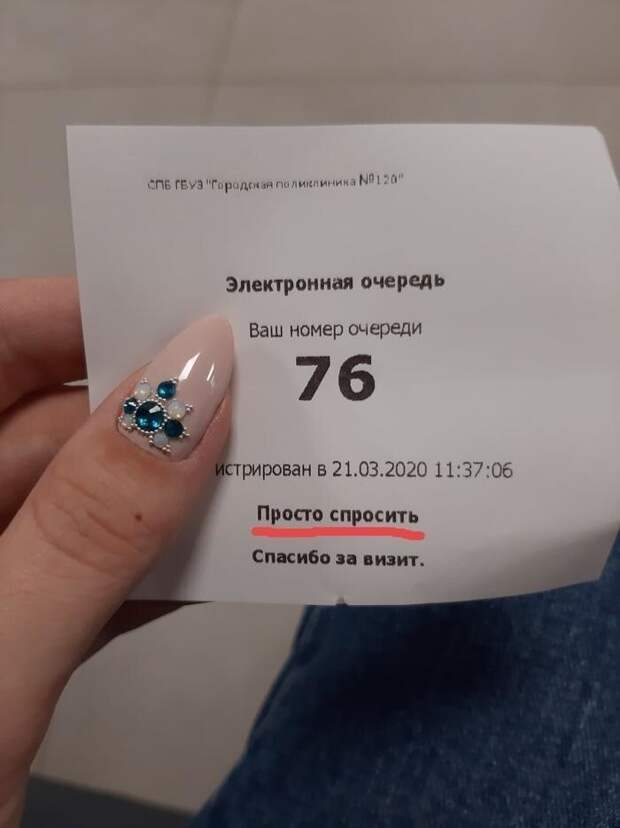 СПБ ГБУЗ "Городская поликлиника №120"
Электронная очередь
Ваш номер очереди
76
истрирован в 21.03.2020 11:37:06
Просто спросить
Спасибо за визит.